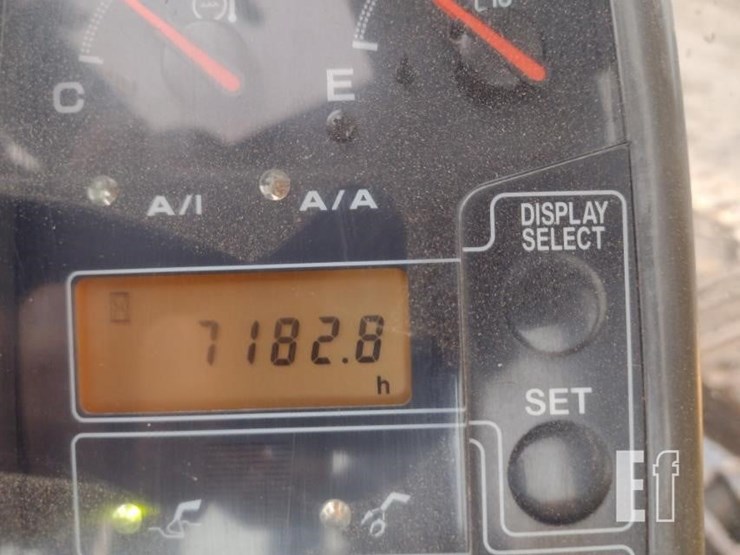 C
E
A/I
A/A
DISPLAY
SELECT
7182.8
h
SET
Ef